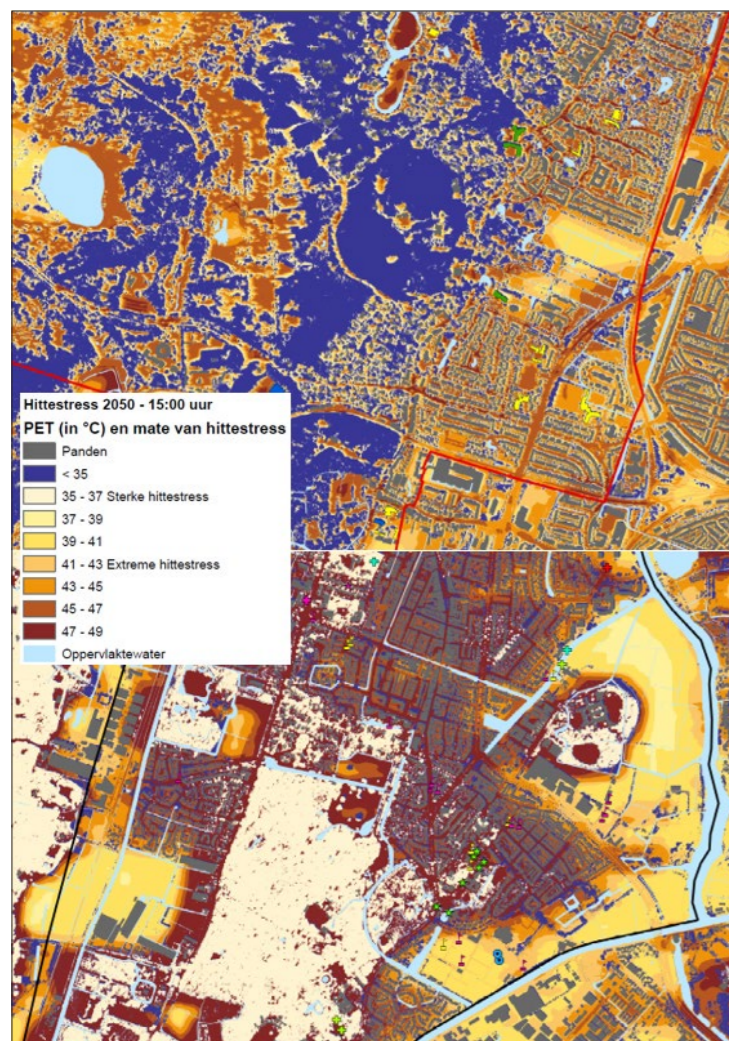 Hittestress 2050 - 15:00 uur
PET (in °C) en mate van hittestress
Panden
< 35
35 - 37 Sterke hittestress
37 - 39
39 - 41
41 - 43 Extreme hittestress
43 - 45
45 - 47
47 - 49
Oppervlaktewater